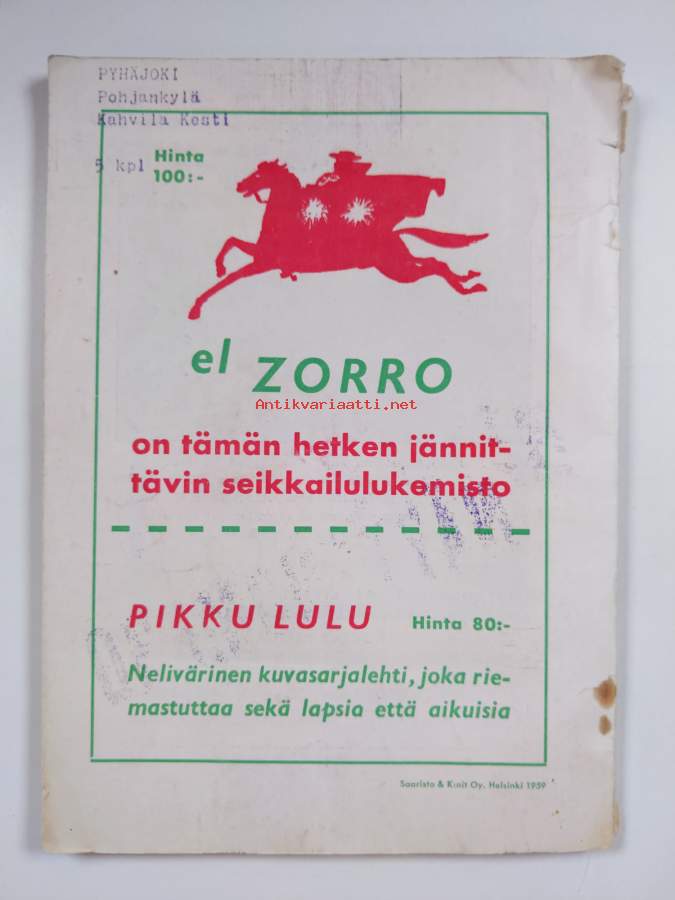 PYHÄJOKI
Pohjankylä
Kahvila Kesti
5 kpl
Hinta
100:-
el ZORRO
Antikvariaatti.net
on tämän hetken jännit-
tävin seikkailulukemisto
PIKKU LULU Hinta 80:-
Nelivärinen kuvasarjalehti, joka rie-
mastuttaa sekä lapsia että aikuisia
Saaristo & Knit Oy. Helsinki 1959